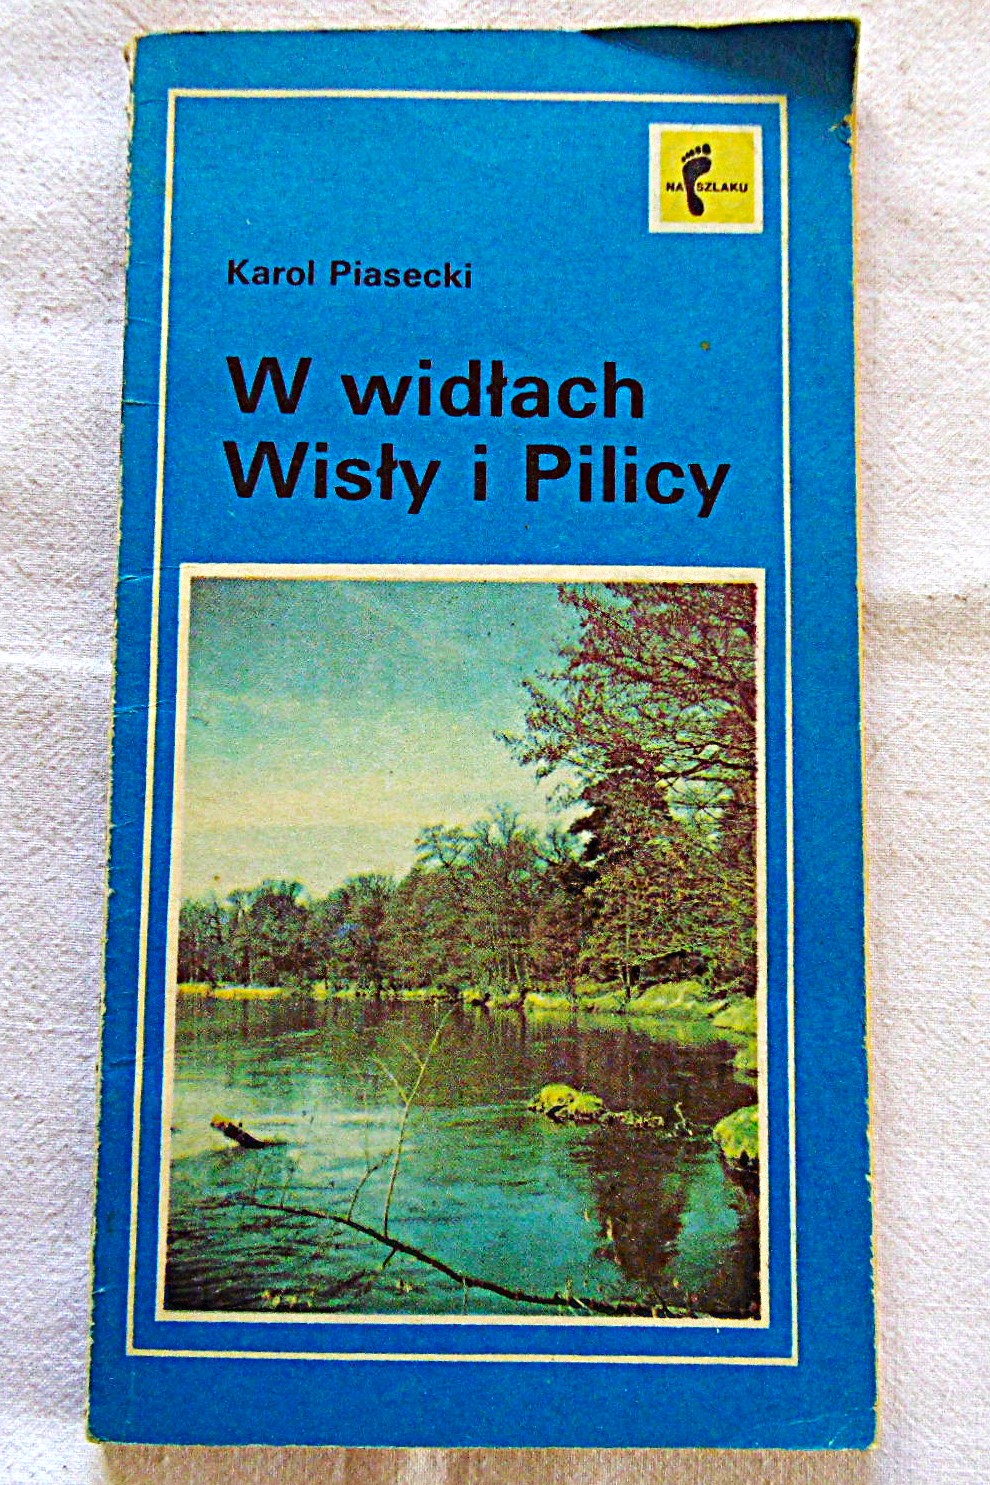 NA SZLAKU
Karol Piasecki
W widłach
Wisły i Pilicy